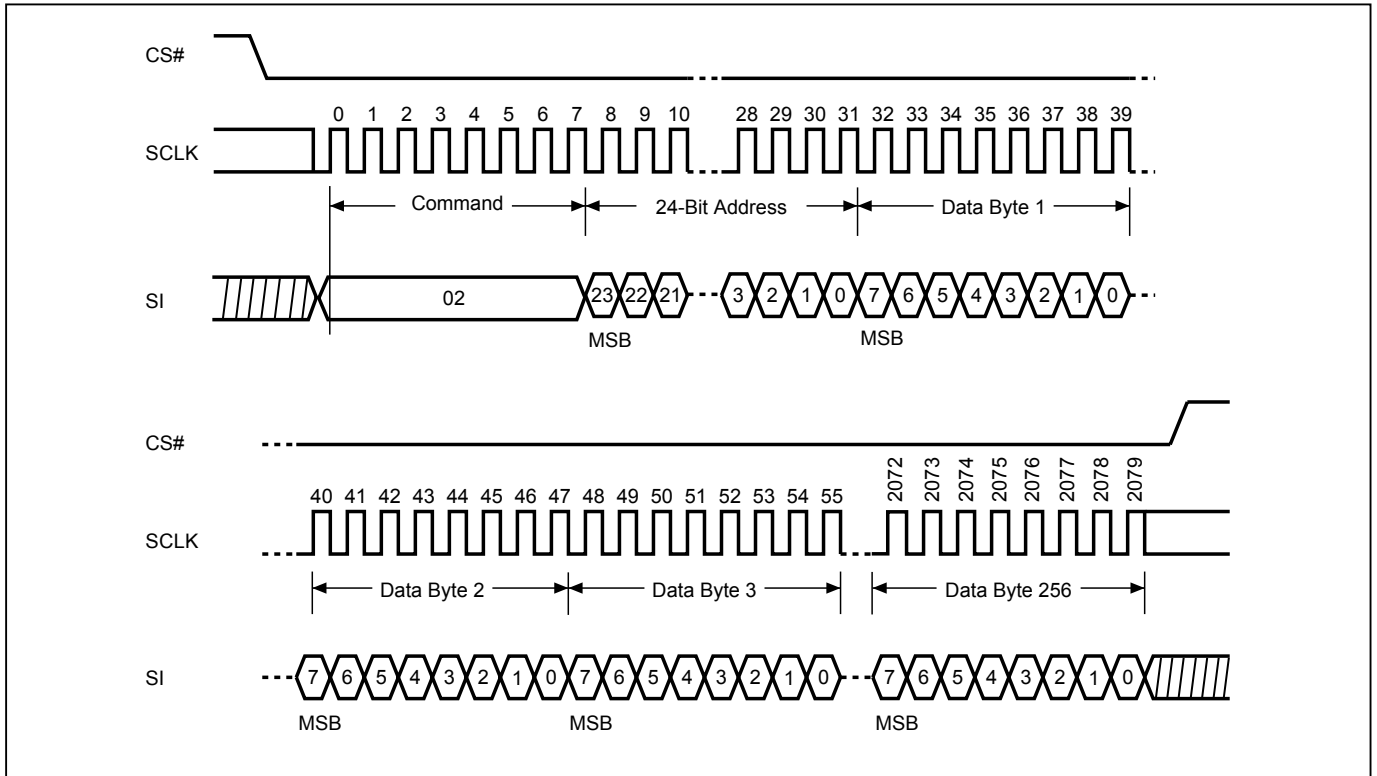 CS#
0 1 2 3 4 5 6 7 8 9 10 28 29 30 31 32 33 34 35 36 37 38 39
SCLK
Command 24-Bit Address Data Byte 1
SI 02 23 22 21 3 2 1 0 7 6 5 4 3 2 1 0
MSB MSB
CS#
40 41 42 43 44 45 46 47 48 49 50 51 52 53 54 55 2072 2073 2074 2075 2076 2077 2078 2079
SCLK
Data Byte 2 Data Byte 3 Data Byte 256
SI 7 6 5 4 3 2 1 0 7 6 5 4 3 2 1 0 7 6 5 4 3 2 1 0
MSB MSB MSB